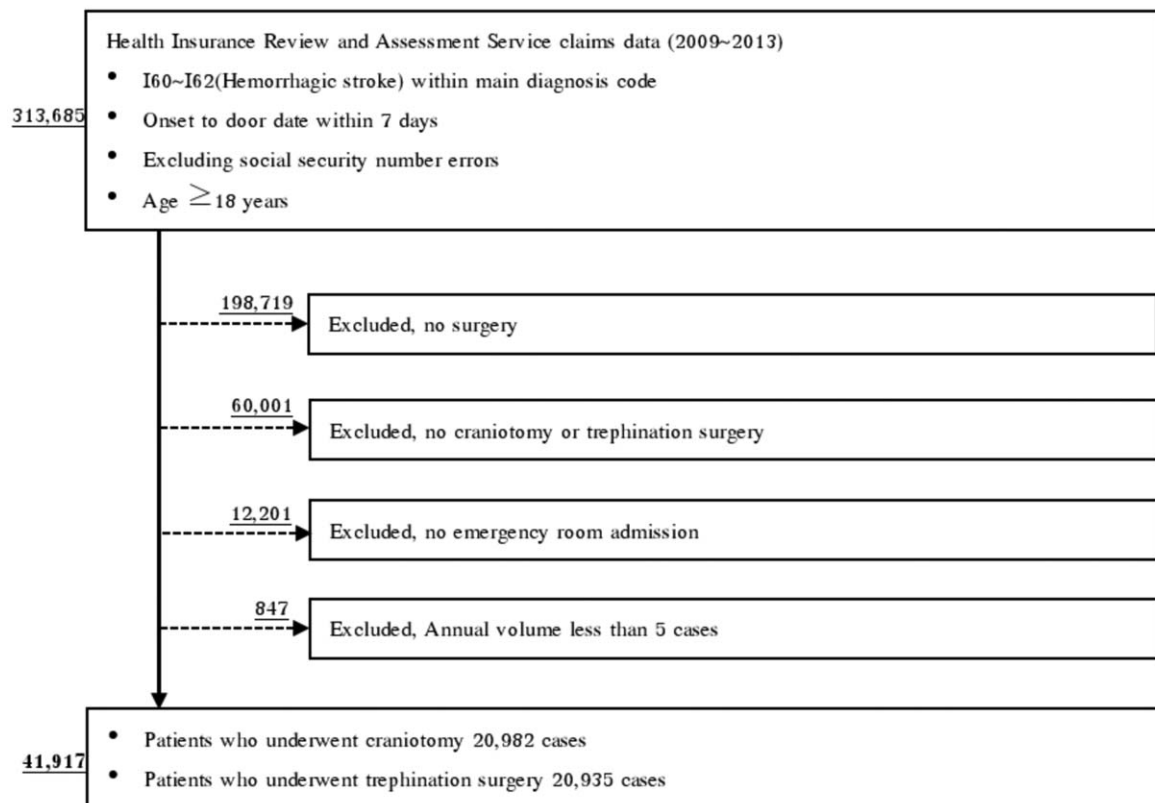 Health Insurance Review and Assessment Service claims data (2009~2013)
• I60~I62(Hemorrhagic stroke) within main diagnosis code
313,685
• Onset to door date within 7 days
• Excluding social security number errors
• Age ≥18 years
198,719
Excluded, no surgery
60,001
Excluded, no craniotomy or trephination surgery
12,201
Excluded, no emergency room admission
847
Excluded, Annual volume less than 5 cases
• Patients who underwent craniotomy 20,982 cases
41,917
• Patients who underwent trephination surgery 20,935 cases